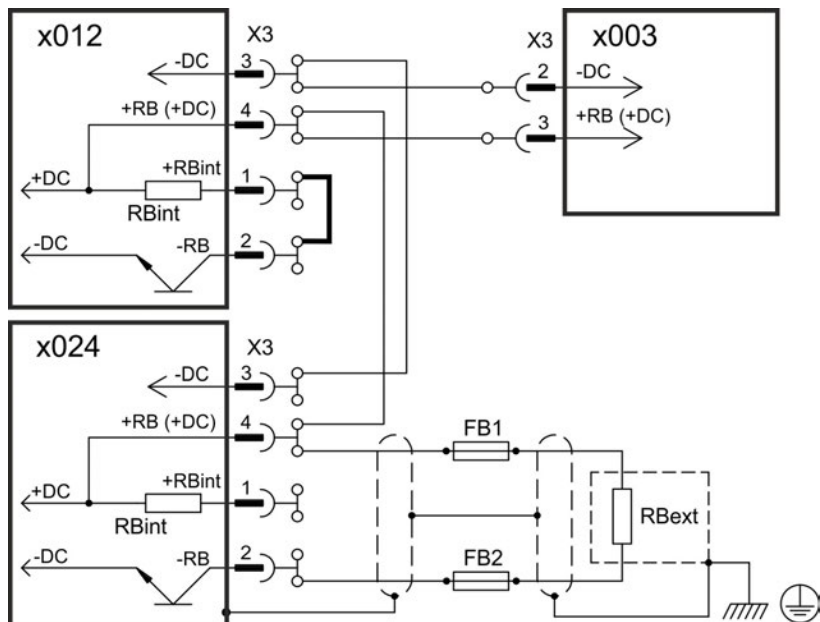 x012
X3
-DC
3
+RB (+DC)
4
+DC
+RBint
1
RBint
-DC
-RB
2
X3
x003
2
-DC
3
+RB (+DC)
x024
X3
-DC
3
+RB (+DC)
4
+DC
+RBint
1
RBint
-DC
-RB
2
FB1
FB2
RBext